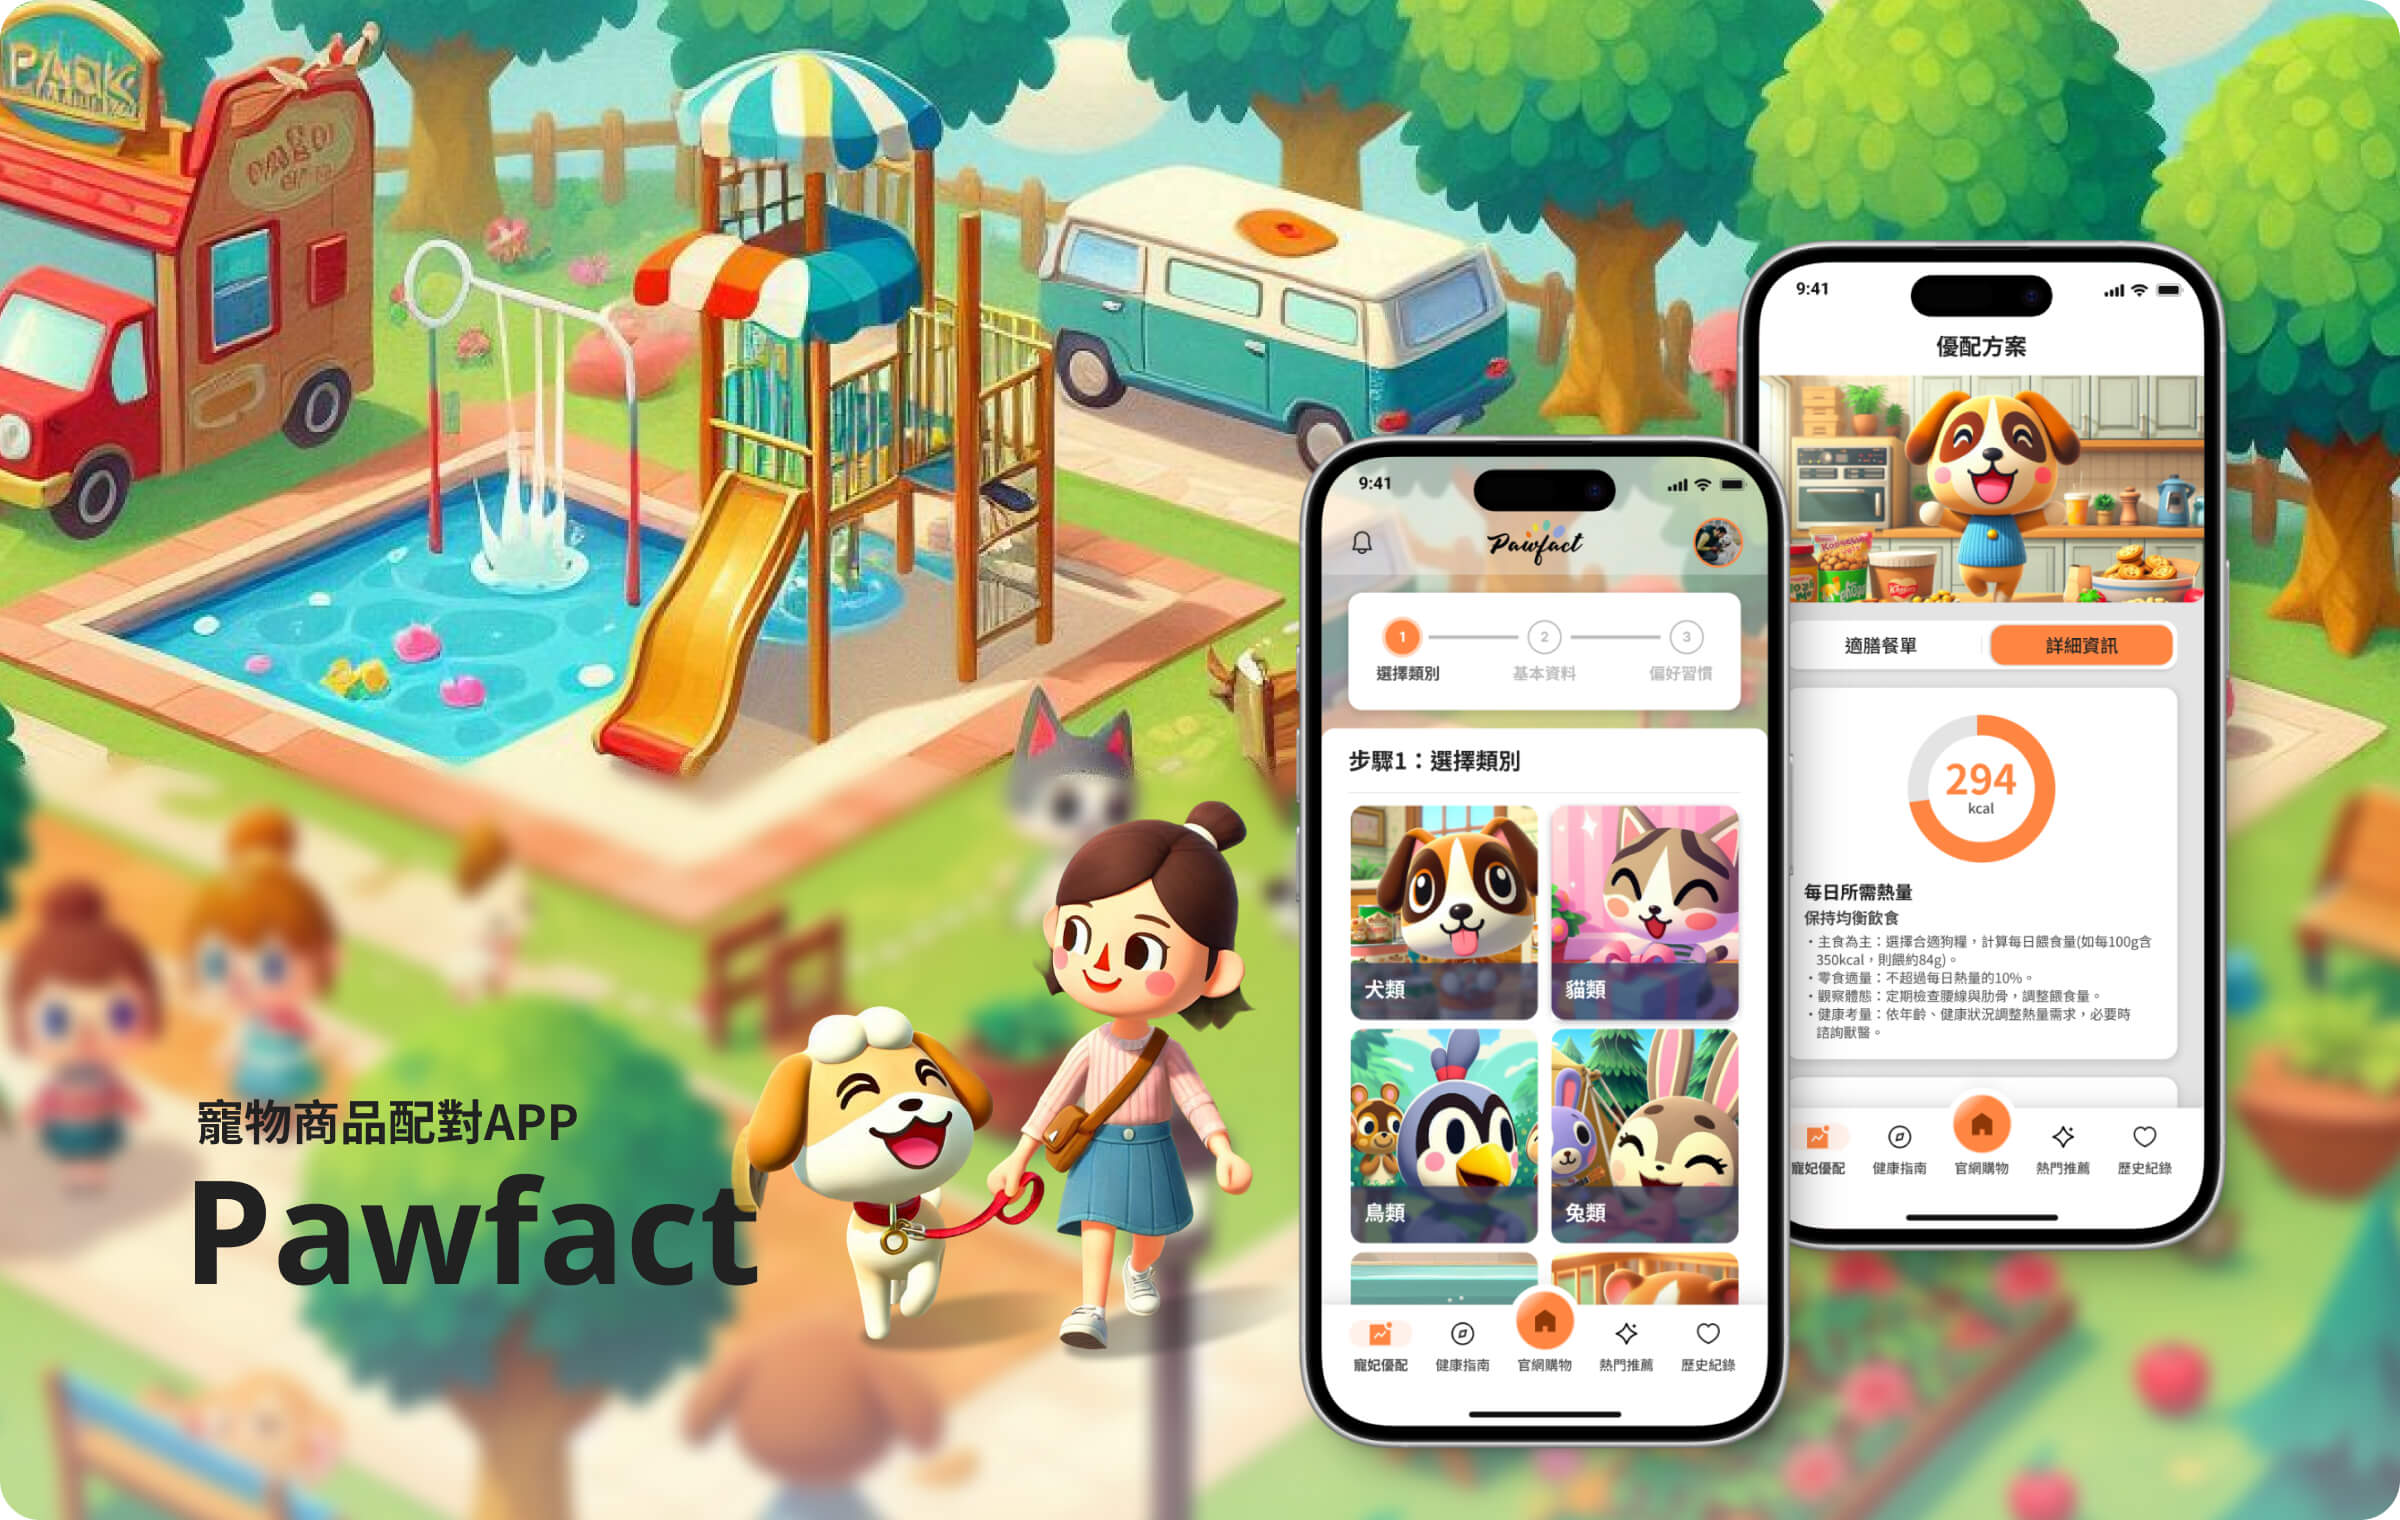 寵物商品配對APP
Pawfact
9:41
Pawfact
1
2
3
選擇類別
基本資料
偏好習慣
步驟1：選擇類別
犬類
貓類
鳥類
兔類
寵妃優配
健康指南
官網購物
熱門推薦
歷史紀錄
9:41
優配方案
適膳餐單
詳細資訊
294
kcal
每日所需熱量
保持均衡飲食
・主食為主：選擇合適狗糧，計算每日餵食量(如每100g含
350kcal，則餵約84g)。
・零食適量：不超過每日熱量的10%。
・觀察體態：定期檢查腰線與肋骨，調整餵食量。
・健康考量：依年齡、健康狀況調整熱量需求，必要時
諮詢獸醫。
寵妃優配
健康指南
官網購物
熱門推薦
歷史紀錄